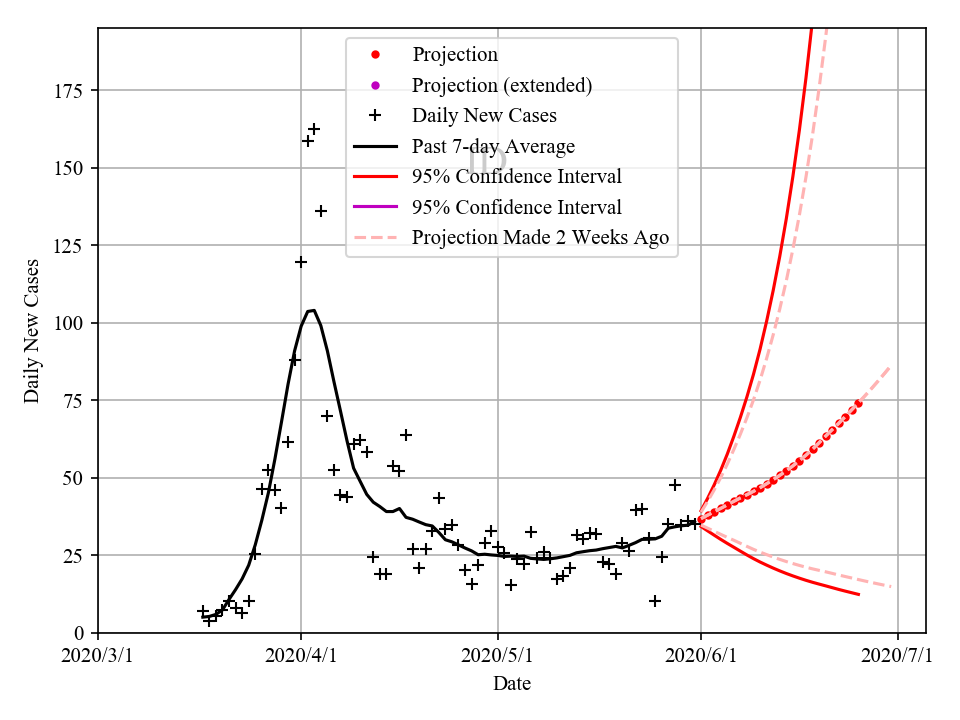 175
150
125
100
75
50
25
0
Daily New Cases
Projection
Projection (extended)
Daily New Cases
Past 7-day Average
95% Confidence Interval
95% Confidence Interval
Projection Made 2 Weeks Ago
ID
2020/3/1 2020/4/1 2020/5/1 2020/6/1 2020/7/1
Date